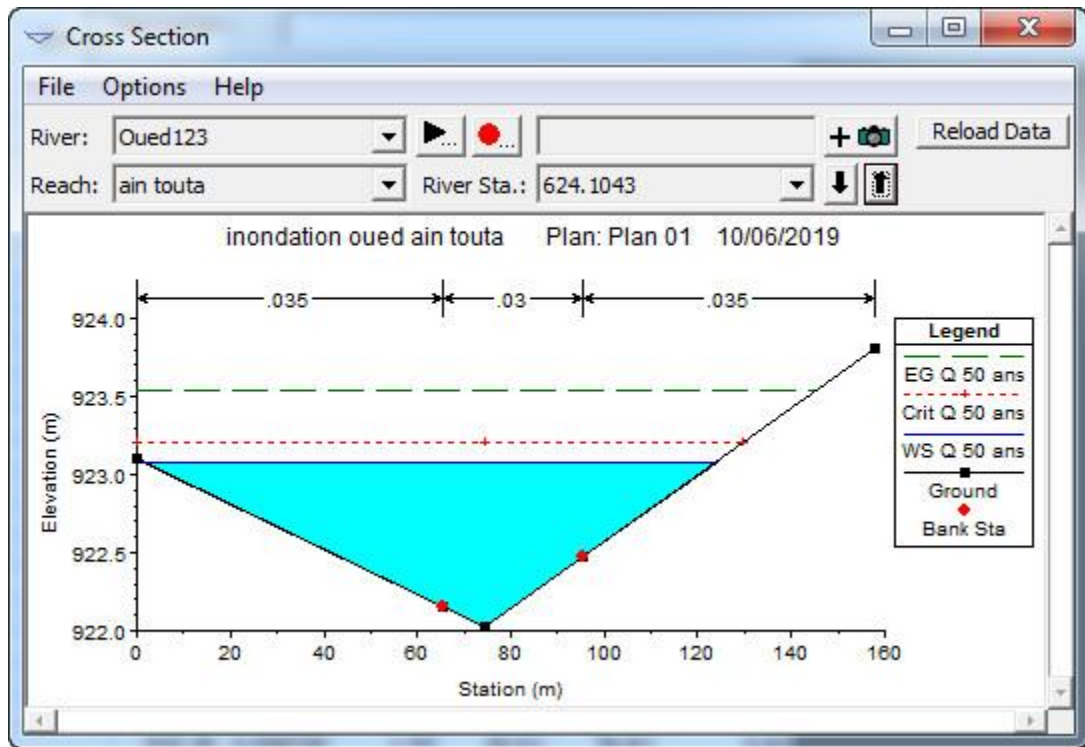 Cross Section
File Options Help
River: Oued123 ... ... + Reload Data
Reach: ain touta River Sta.: 624.1043
inondation oued ain touta Plan: Plan 01 10/06/2019
.035 .03 .035
924.0
923.5
923.0
922.5
922.0
Elevation (m)
0 20 40 60 80 100 120 140 160
Station (m)
Legend
EG Q 50 ans
Crit Q 50 ans
WS Q 50 ans
Ground
Bank Sta